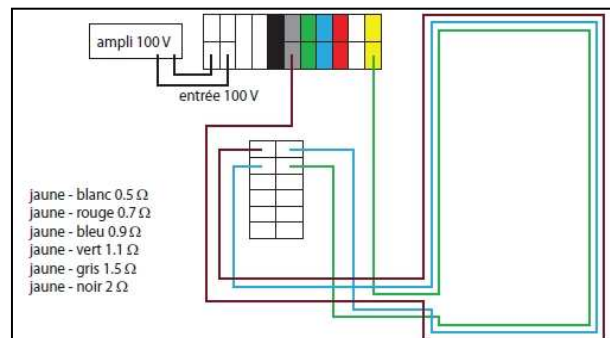 ampli 100 V
entrée 100 V
jaune - blanc 0.5 Ω
jaune - rouge 0.7 Ω
jaune - bleu 0.9 Ω
jaune - vert 1.1 Ω
jaune - gris 1.5 Ω
jaune - noir 2 Ω